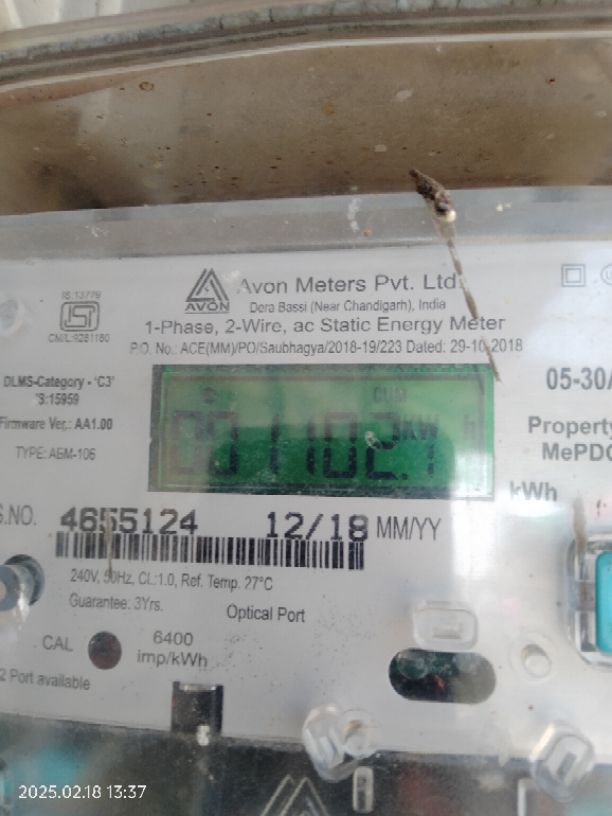 IS:13779
ISI
CM/L:9281180
AVON
Avon Meters Pvt. Ltd.
Dera Bassi (Near Chandigarh), India
1-Phase, 2-Wire, ac Static Energy Meter
P.O. No.: ACE(MM)/PO/Saubhagya/2018-19/223 Dated: 29-10-2018
DLMS-Category - 'C3'
'S:15959
Firmware Ver.: AA1.00
TYPE: ABM-106
CUM
KW h
kWh
05-30/
Property
MePDC
S.NO. 4655124 12/18 MM/YY
240V, 50Hz, CL:1.0, Ref. Temp. 27°C
Guarantee: 3Yrs.
Optical Port
CAL
6400
imp/kWh
2 Port available
2025.02.18 13:37